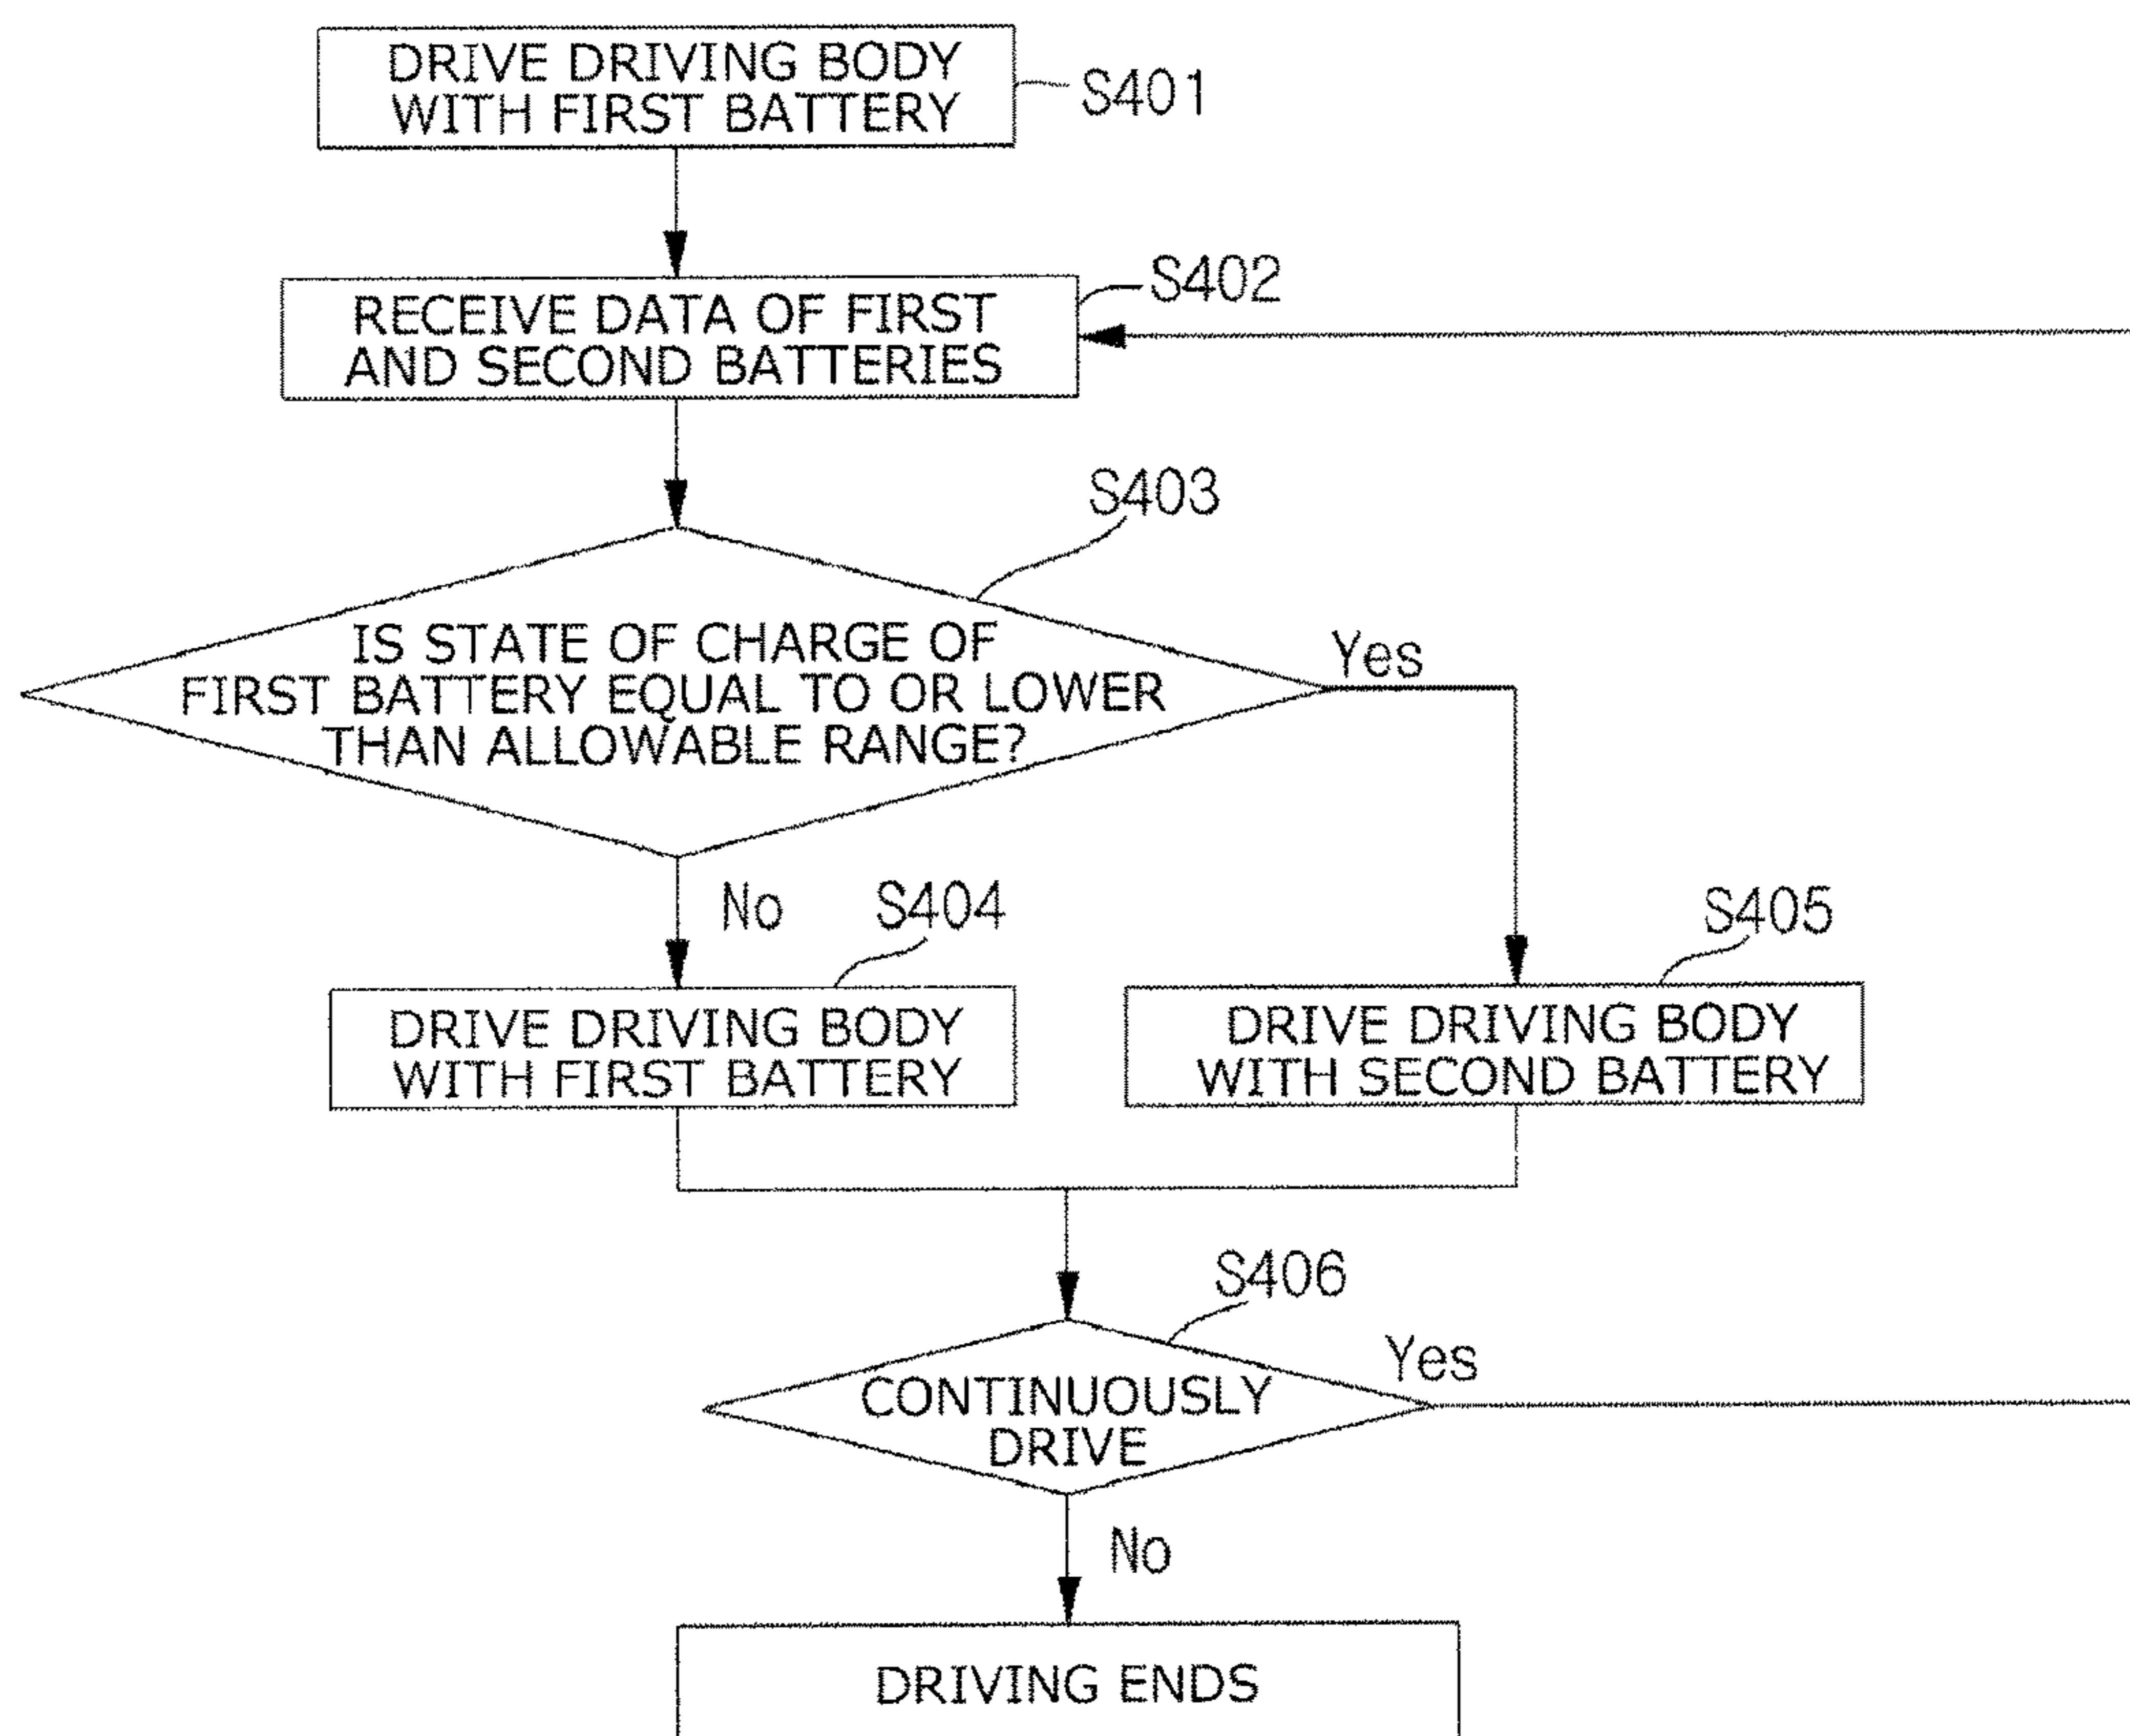 DRIVE DRIVING BODY
WITH FIRST BATTERY
S401
RECEIVE DATA OF FIRST
AND SECOND BATTERIES
S402
S403
IS STATE OF CHARGE OF
FIRST BATTERY EQUAL TO OR LOWER
THAN ALLOWABLE RANGE?
Yes
No
S404
S405
DRIVE DRIVING BODY
WITH FIRST BATTERY
DRIVE DRIVING BODY
WITH SECOND BATTERY
S406
CONTINUOUSLY
DRIVE
Yes
No
DRIVING ENDS